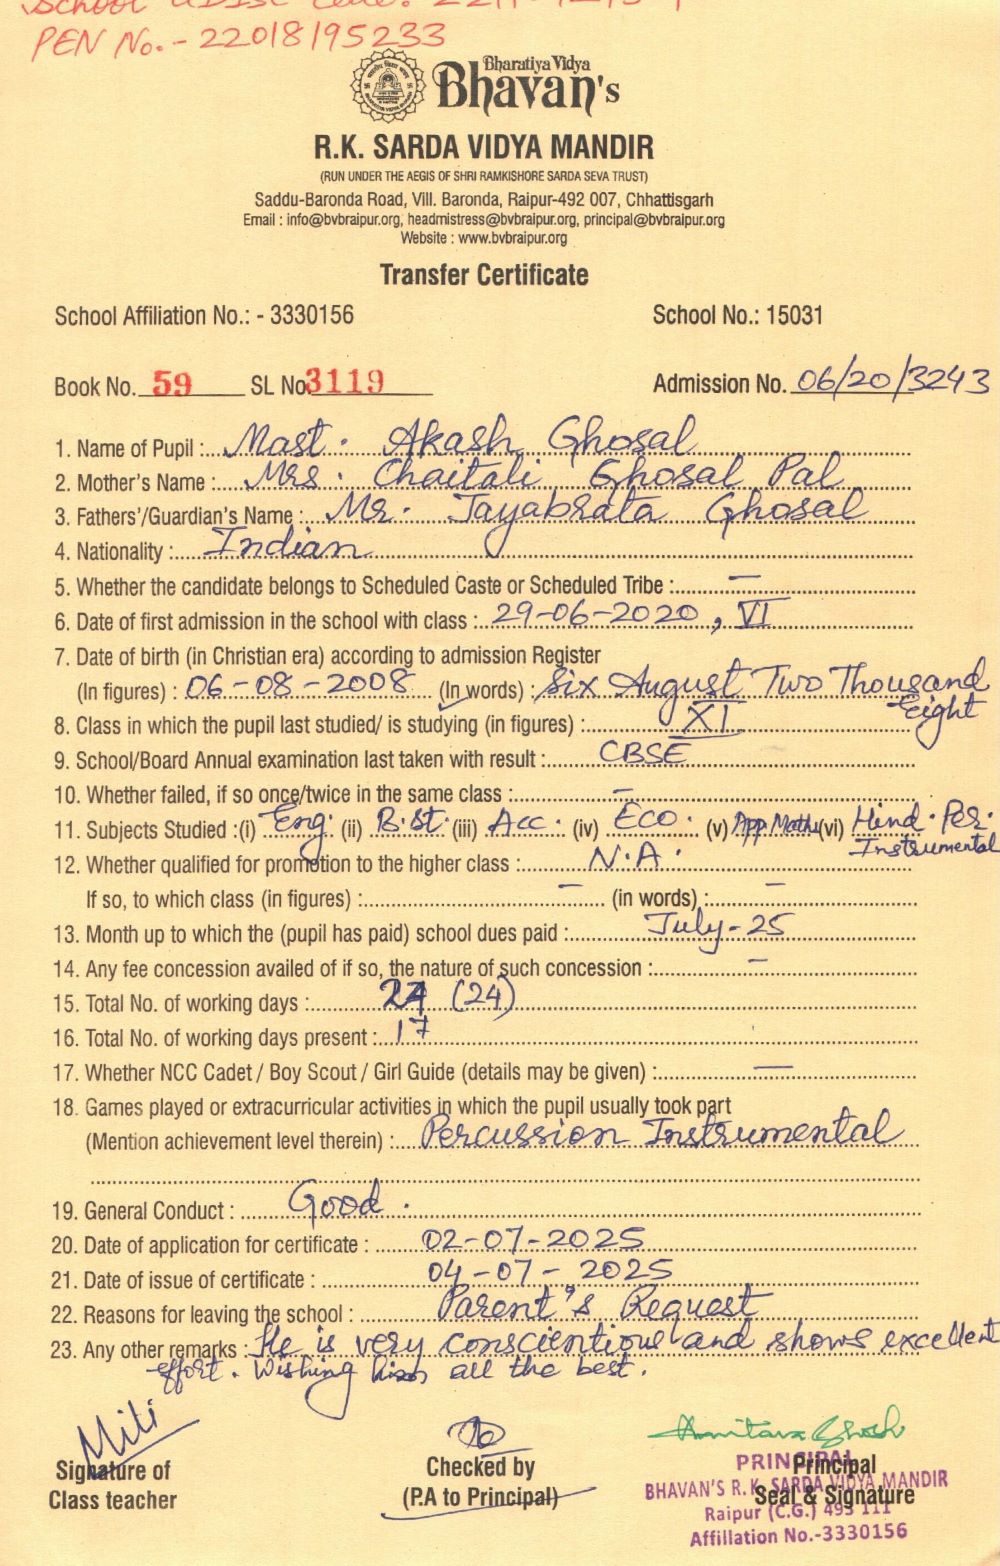 PEN No.- 22018195233
Bharatiya Vidya
Bhavan's
R.K. SARDA VIDYA MANDIR
(RUN UNDER THE AEGIS OF SHRI RAMKISHORE SARDA SEVA TRUST)
Saddu-Baronda Road, Vill. Baronda, Raipur-492 007, Chhattisgarh
Email : info@bvbraipur.org, headmistress@bvbraipur.org, principal@bvbraipur.org
Website : www.bvbraipur.org
Transfer Certificate
School Affiliation No.: - 3330156 School No.: 15031
Book No. 59 SL No 3119 Admission No. 06/20/3243
1. Name of Pupil : Mast. Akash Ghosal
2. Mother's Name : Mrs. Chaitali Ghosal Pal
3. Fathers'/Guardian's Name : Mr. Jayabrata Ghosal
4. Nationality : Indian
5. Whether the candidate belongs to Scheduled Caste or Scheduled Tribe : —
6. Date of first admission in the school with class : 29-06-2020, VI
7. Date of birth (in Christian era) according to admission Register
(In figures) : 06-08-2008 (In words) : Six August Two Thousand
Eight
8. Class in which the pupil last studied/ is studying (in figures) : XI
9. School/Board Annual examination last taken with result : CBSE
10. Whether failed, if so once/twice in the same class : —
11. Subjects Studied :(i) Eng. (ii) B.St. (iii) Acc. (iv) Eco. (v) App Maths (vi) Hind. Per.
Instrumental
12. Whether qualified for promotion to the higher class : N.A.
If so, to which class (in figures) : — (in words) : —
13. Month up to which the (pupil has paid) school dues paid : July-25
14. Any fee concession availed of if so, the nature of such concession : —
15. Total No. of working days : 24 (24)
16. Total No. of working days present : 17
17. Whether NCC Cadet / Boy Scout / Girl Guide (details may be given) : —
18. Games played or extracurricular activities in which the pupil usually took part
(Mention achievement level therein) : Percussion Instrumental
19. General Conduct : Good.
20. Date of application for certificate : 02-07-2025
21. Date of issue of certificate : 04-07-2025
22. Reasons for leaving the school : Parent's Request
23. Any other remarks : He is very conscientious and shows excellent
effort. Wishing him all the best.
Mili
Amitava Ghosh
Signature of
Class teacher
Checked by
(P.A to Principal)
Principal
Seal & Signature
PRINCIPAL
BHAVAN'S R.K. SARDA VIDYA MANDIR
Raipur (C.G.) 493 111
Affiliation No.-3330156